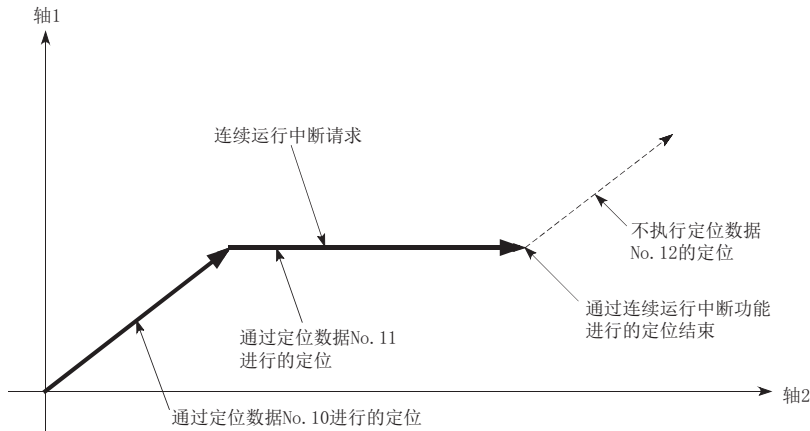 轴1
连续运行中断请求
不执行定位数据
No.12的定位
通过连续运行中断功能
进行的定位结束
通过定位数据No.11
进行的定位
轴2
通过定位数据No.10进行的定位